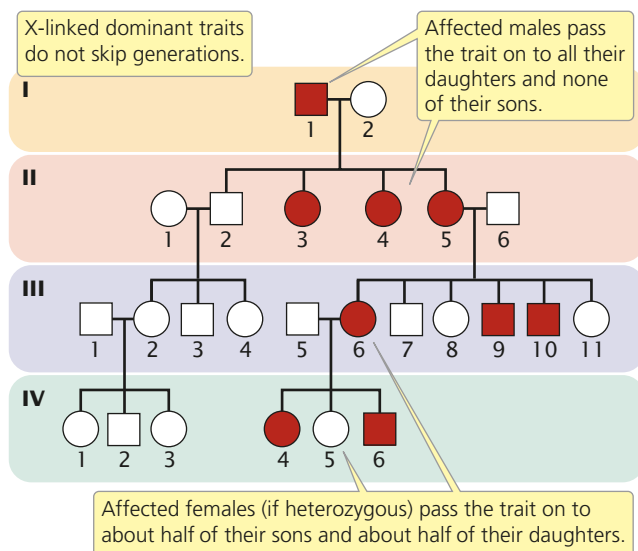 X-linked dominant traits
do not skip generations.
Affected males pass
the trait on to all their
daughters and none
of their sons.
I
1 2
II
1 2 3 4 5 6
III
1 2 3 4 5 6 7 8 9 10 11
IV
1 2 3 4 5 6
Affected females (if heterozygous) pass the trait on to
about half of their sons and about half of their daughters.